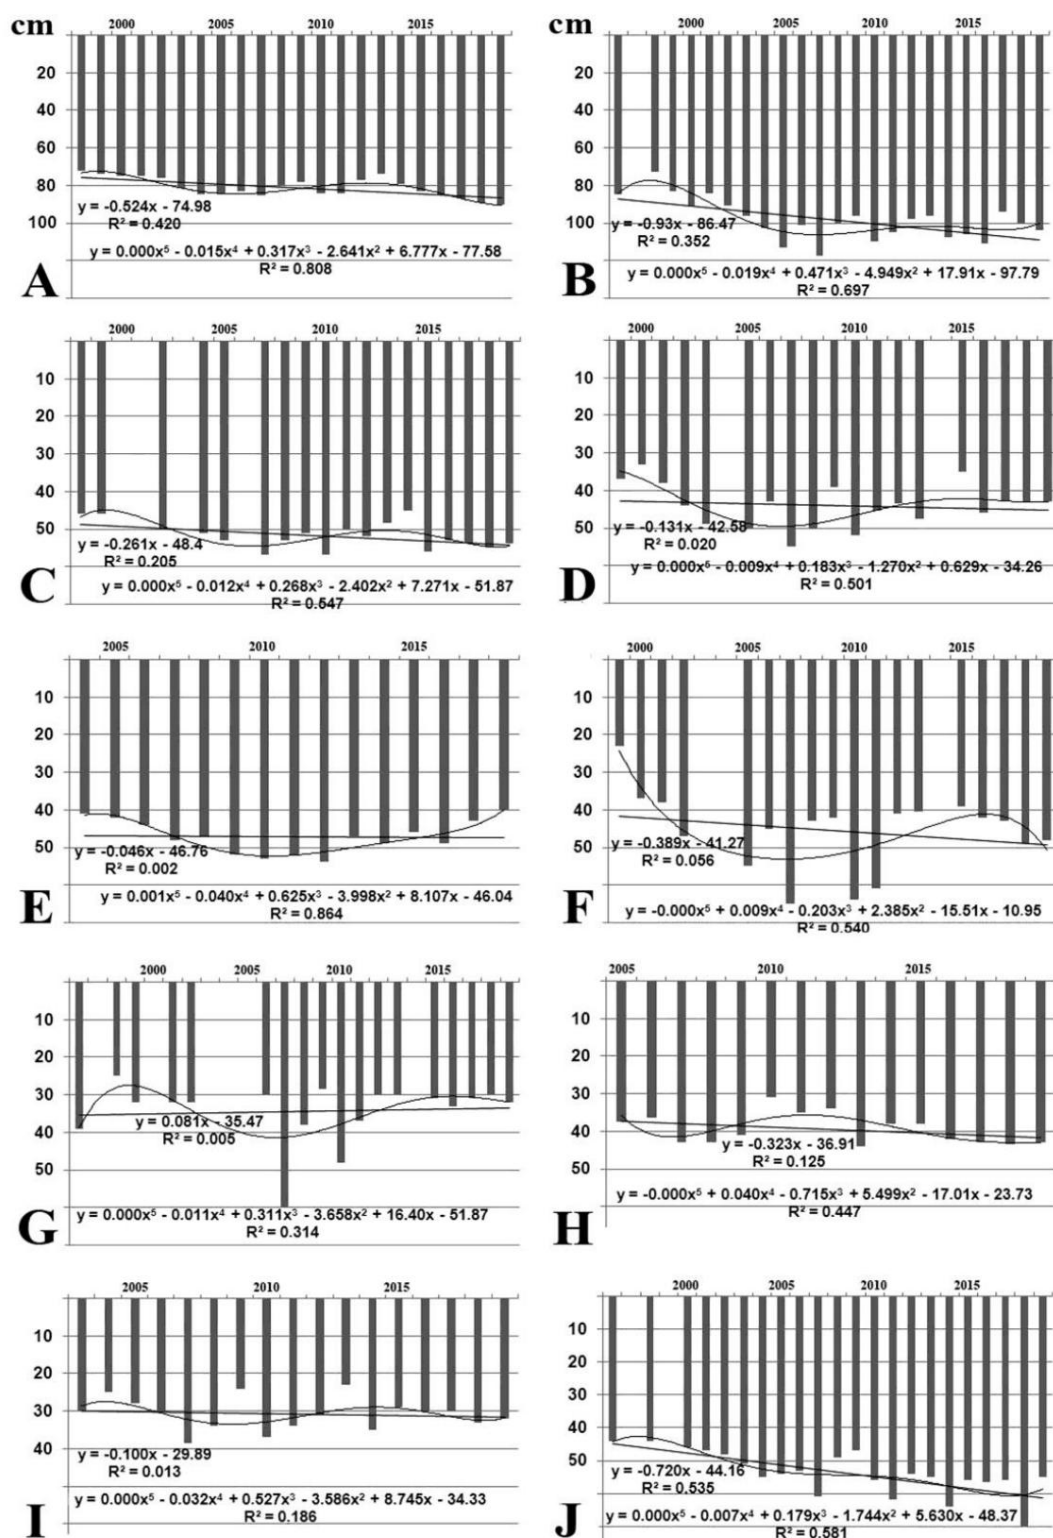 cm
2000 2005 2010 2015
20
40
60
80
100
y = -0.524x - 74.98
R² = 0.420
y = 0.000x⁵ - 0.015x⁴ + 0.317x³ - 2.641x² + 6.777x - 77.58
R² = 0.808
A
cm
2000 2005 2010 2015
20
40
60
80
100
y = -0.93x - 86.47
R² = 0.352
y = 0.000x⁵ - 0.019x⁴ + 0.471x³ - 4.949x² + 17.91x - 97.79
R² = 0.697
B
2000 2005 2010 2015
10
20
30
40
50
y = -0.261x - 48.4
R² = 0.205
y = 0.000x⁵ - 0.012x⁴ + 0.268x³ - 2.402x² + 7.271x - 51.87
R² = 0.547
C
2000 2005 2010 2015
10
20
30
40
50
y = -0.131x - 42.58
R² = 0.020
y = 0.000x⁵ - 0.009x⁴ + 0.183x³ - 1.270x² + 0.629x - 34.26
R² = 0.501
D
2005 2010 2015
10
20
30
40
50
y = -0.046x - 46.76
R² = 0.002
y = 0.001x⁵ - 0.040x⁴ + 0.625x³ - 3.998x² + 8.107x - 46.04
R² = 0.864
E
2000 2005 2010 2015
10
20
30
40
50
y = -0.389x - 41.27
R² = 0.056
y = -0.000x⁵ + 0.009x⁴ - 0.203x³ + 2.385x² - 15.51x - 10.95
R² = 0.540
F
2000 2005 2010 2015
10
20
30
40
50
y = 0.081x - 35.47
R² = 0.005
y = 0.000x⁵ - 0.011x⁴ + 0.311x³ - 3.658x² + 16.40x - 51.87
R² = 0.314
G
2005 2010 2015
10
20
30
40
50
y = -0.323x - 36.91
R² = 0.125
y = -0.000x⁵ + 0.040x⁴ - 0.715x³ + 5.499x² - 17.01x - 23.73
R² = 0.447
H
2005 2010 2015
10
20
30
40
y = -0.100x - 29.89
R² = 0.013
y = 0.000x⁵ - 0.032x⁴ + 0.527x³ - 3.586x² + 8.745x - 34.33
R² = 0.186
I
2000 2005 2010 2015
10
20
30
40
50
y = -0.720x - 44.16
R² = 0.535
y = 0.000x⁵ - 0.007x⁴ + 0.179x³ - 1.744x² + 5.630x - 48.37
R² = 0.581
J